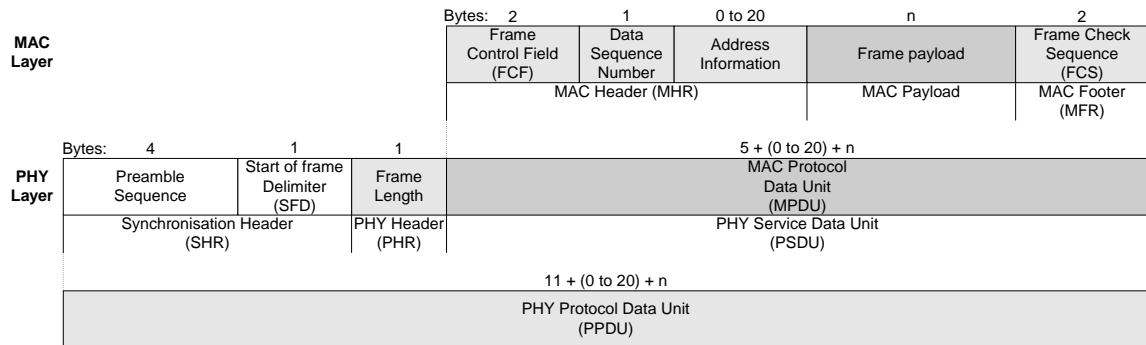 Bytes: 2 1 0 to 20 n 2
MAC
Layer
Frame
Control Field
(FCF)
Data
Sequence
Number
Address
Information
Frame payload
Frame Check
Sequence
(FCS)
MAC Header (MHR)
MAC Payload
MAC Footer
(MFR)
Bytes: 4 1 1 5 + (0 to 20) + n
PHY
Layer
Preamble
Sequence
Start of frame
Delimiter
(SFD)
Frame
Length
MAC Protocol
Data Unit
(MPDU)
Synchronisation Header
(SHR)
PHY Header
(PHR)
PHY Service Data Unit
(PSDU)
11 + (0 to 20) + n
PHY Protocol Data Unit
(PPDU)